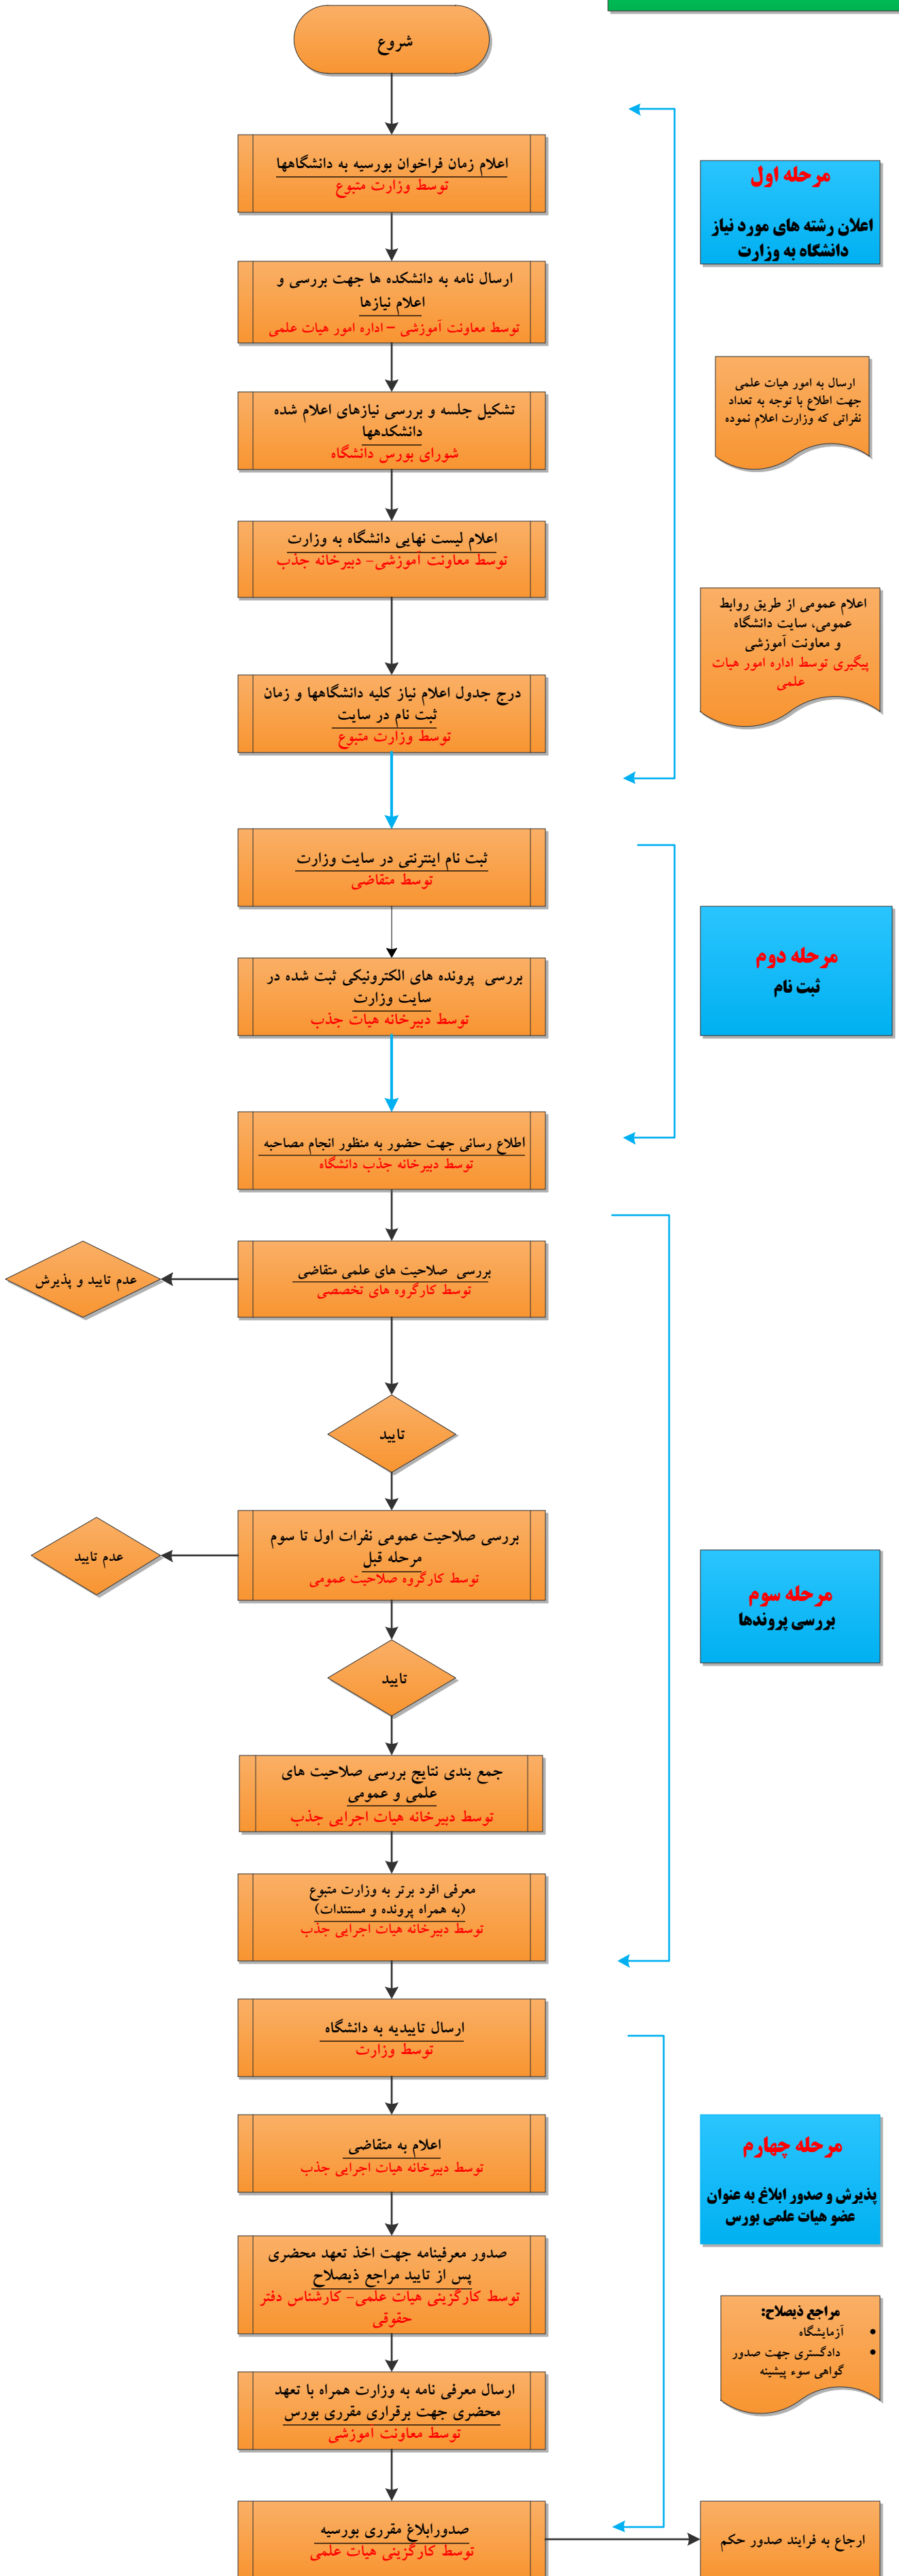 شروع
اعلام زمان فراخوان بورسیه به دانشگاهها
توسط وزارت متبوع
مرحله اول
اعلان رشته های مورد نیاز
دانشگاه به وزارت
ارسال نامه به دانشکده ها جهت بررسی و
اعلام نیازها
توسط معاونت آموزشی – اداره امور هیات علمی
ارسال به امور هیات علمی
جهت اطلاع با توجه به تعداد
نفراتی که وزارت اعلام نموده
تشکیل جلسه و بررسی نیازهای اعلام شده
دانشکدهها
شورای بورس دانشگاه
اعلام لیست نهایی دانشگاه به وزارت
توسط معاونت آموزشی- دبیرخانه جذب
اعلام عمومی از طریق روابط
عمومی، سایت دانشگاه
و معاونت آموزشی
پیگیری توسط اداره امور هیات
علمی
درج جدول اعلام نیاز کلیه دانشگاهها و زمان
ثبت نام در سایت
توسط وزارت متبوع
ثبت نام اینترنتی در سایت وزارت
توسط متقاضی
مرحله دوم
ثبت نام
بررسی پرونده های الکترونیکی ثبت شده در
سایت وزارت
توسط دبیرخانه هیات جذب
اطلاع رسانی جهت حضور به منظور انجام مصاحبه
توسط دبیرخانه جذب دانشگاه
بررسی صلاحیت های علمی متقاضی
توسط کارگروه های تخصصی
عدم تایید و پذیرش
تایید
بررسی صلاحیت عمومی نفرات اول تا سوم
مرحله قبل
توسط کارگروه صلاحیت عمومی
عدم تایید
مرحله سوم
بررسی پروندها
تایید
جمع بندی نتایج بررسی صلاحیت های
علمی و عمومی
توسط دبیرخانه هیات اجرایی جذب
معرفی افرد برتر به وزارت متبوع
(به همراه پرونده و مستندات)
توسط دبیرخانه هیات اجرایی جذب
ارسال تاییدیه به دانشگاه
توسط وزارت
اعلام به متقاضی
توسط دبیرخانه هیات اجرایی جذب
مرحله چهارم
پذیرش و صدور ابلاغ به عنوان
عضو هیات علمی بورس
صدور معرفینامه جهت اخذ تعهد محضری
پس از تایید مراجع ذیصلاح
توسط کارگزینی هیات علمی- کارشناس دفتر
حقوقی
مراجع ذیصلاح:
• آزمایشگاه
• دادگستری جهت صدور
گواهی سوء پیشینه
ارسال معرفی نامه به وزارت همراه با تعهد
محضری جهت برقراری مقرری بورس
توسط معاونت اموزشی
صدورابلاغ مقرری بورسیه
توسط کارگزینی هیات علمی
ارجاع به فرایند صدور حکم